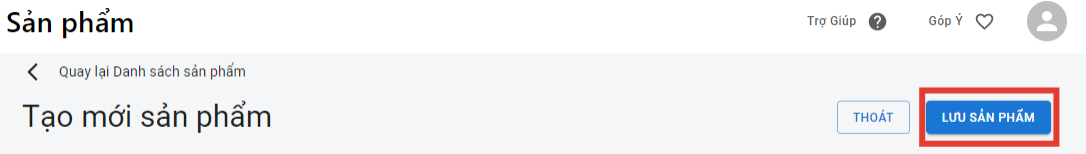 Sản phẩm
Trợ Giúp
Góp Ý
Quay lại Danh sách sản phẩm
Tạo mới sản phẩm
THOÁT
LƯU SẢN PHẨM